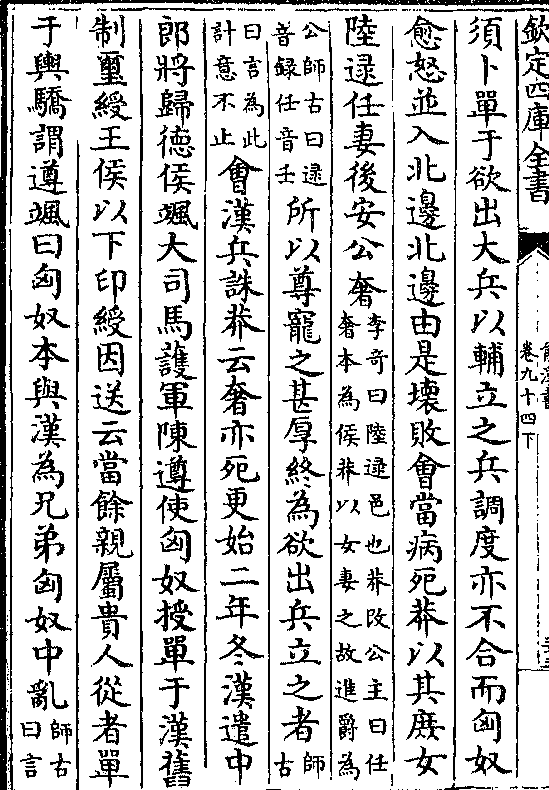 欽定四庫全書
卷九十四下
須卜單于欲出大兵以輔立之兵調度亦不合而匈奴
愈怒並入北邊北邊由是壞敗會當病死莽以其庶女
陸逯任妻後安公奢李奇曰陸逯邑也莽改公主曰任
奢本為侯莽以女妻之故進爵為
公師古曰逯
音録任音壬所以尊寵之甚厚終為欲出兵立之者師古
曰言為此
計意不止會漢兵誅莽云奢亦死更始二年冬漢遣中
郎將歸德侯颯大司馬護軍陳遵使匈奴授單于漢舊
制璽綬王侯以下印綬因送云當餘親屬貴人從者單
于輿驕謂遵颯曰匈奴本與漢為兄弟匈奴中亂師古
曰言